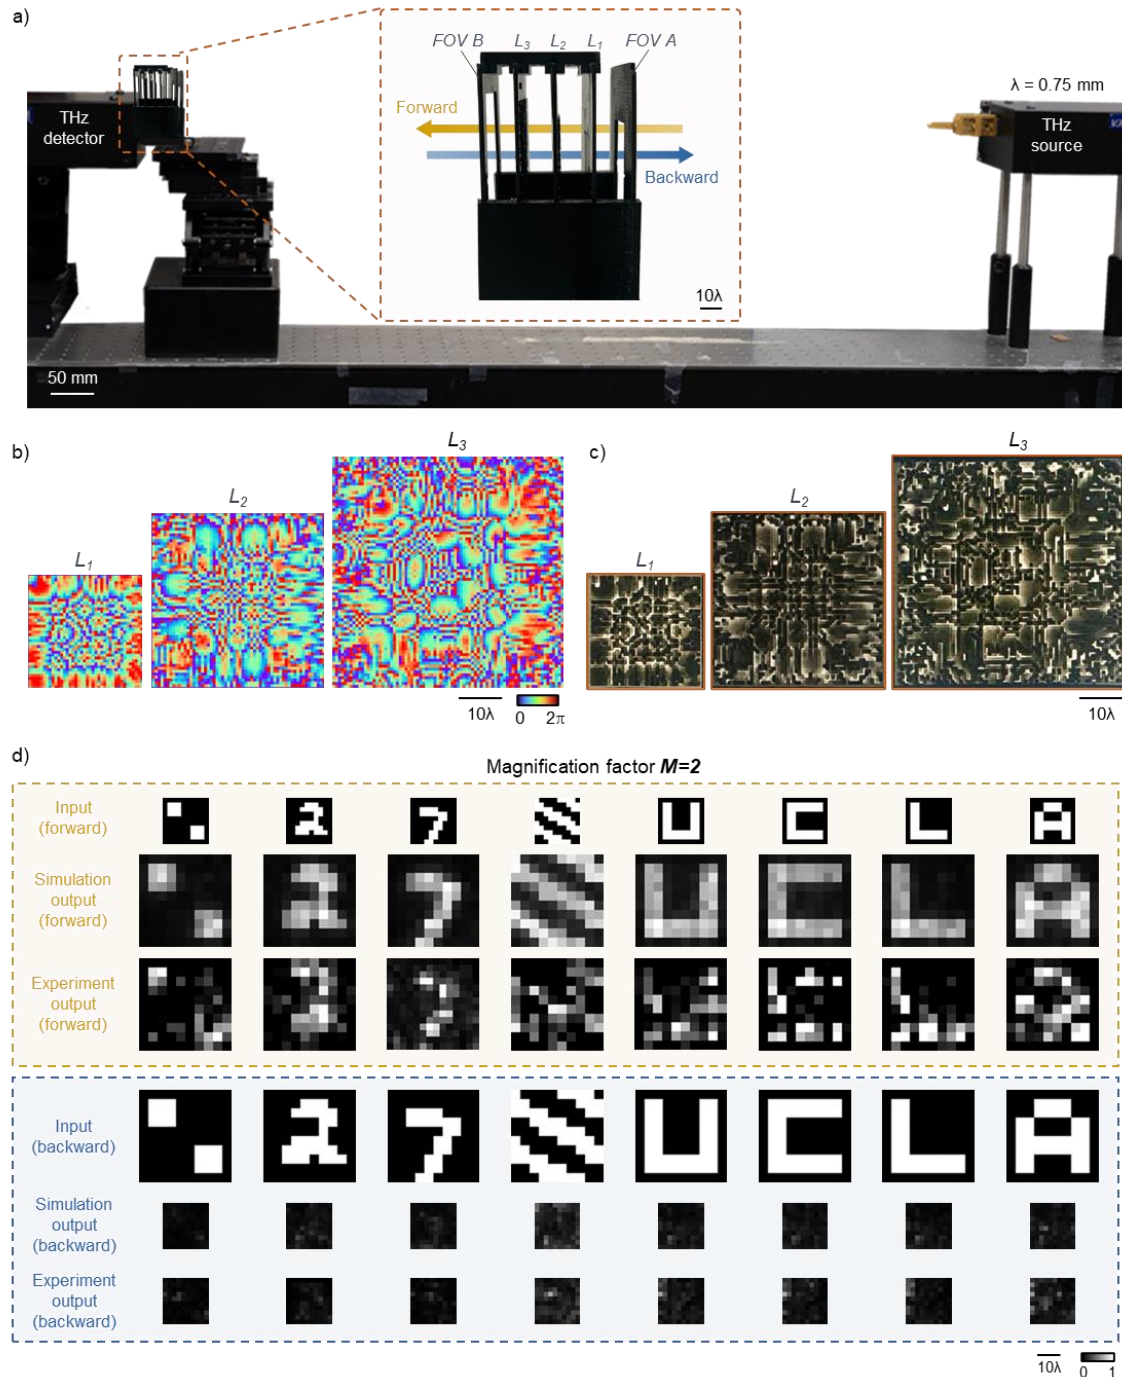 a)
FOV B
L3
L2
L1
FOV A
THz
detector
Forward
Backward
λ = 0.75 mm
THz
source
10λ
50 mm
b)
L1
L2
L3
10λ
0
2π
c)
L1
L2
L3
10λ
d)
Magnification factor M=2
Input
(forward)
Simulation
output
(forward)
Experiment
output
(forward)
Input
(backward)
Simulation
output
(backward)
Experiment
output
(backward)
10λ
0
1